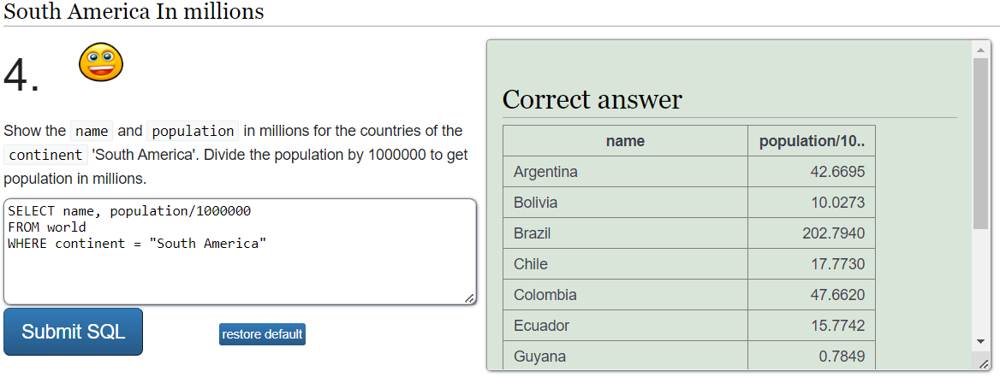 South America In millions
4.
Show the name and population in millions for the countries of the
continent 'South America'. Divide the population by 1000000 to get
population in millions.
SELECT name, population/1000000
FROM world
WHERE continent = "South America"
Submit SQL
restore default
Correct answer
name population/10..
Argentina 42.6695
Bolivia 10.0273
Brazil 202.7940
Chile 17.7730
Colombia 47.6620
Ecuador 15.7742
Guyana 0.7849